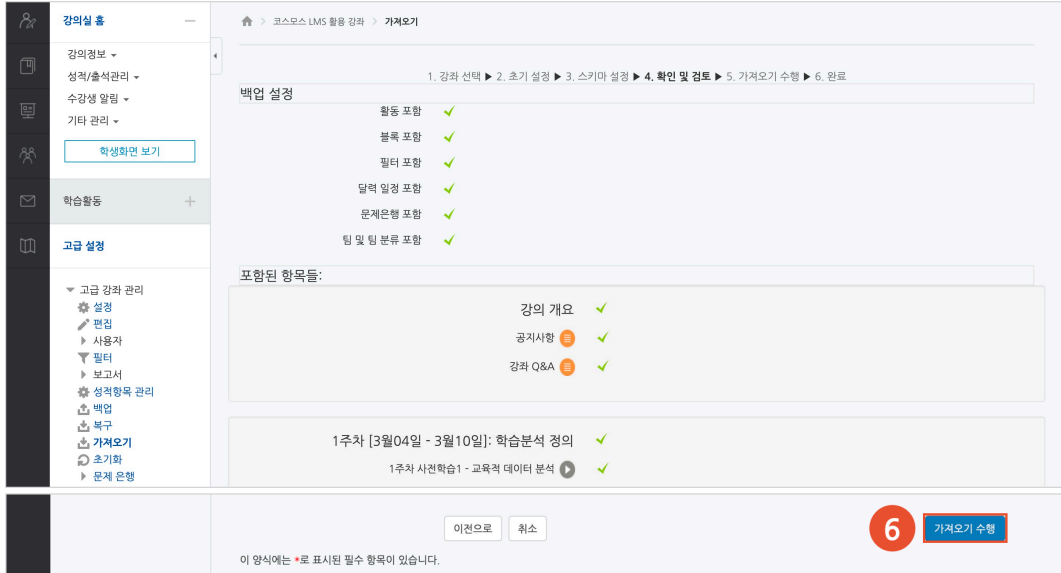 강의실 홈
강의정보
성적/출석관리
수강생 알림
기타 관리
학생화면 보기
학습활동
고급 설정
고급 강좌 관리
설정
편집
사용자
필터
보고서
성적항목 관리
백업
복구
가져오기
초기화
문제 은행
> 코스모스 LMS 활용 강좌 > 가져오기
1. 강좌 선택 ▶ 2. 초기 설정 ▶ 3. 스키마 설정 ▶ 4. 확인 및 검토 ▶ 5. 가져오기 수행 ▶ 6. 완료
백업 설정
활동 포함
블록 포함
필터 포함
달력 일정 포함
문제은행 포함
팀 및 팀 분류 포함
포함된 항목들:
강의 개요
공지사항
강좌 Q&A
1주차 [3월04일 - 3월10일]: 학습분석 정의
1주차 사전학습1 - 교육적 데이터 분석
이전으로 취소
6 가져오기 수행
이 양식에는 *로 표시된 필수 항목이 있습니다.